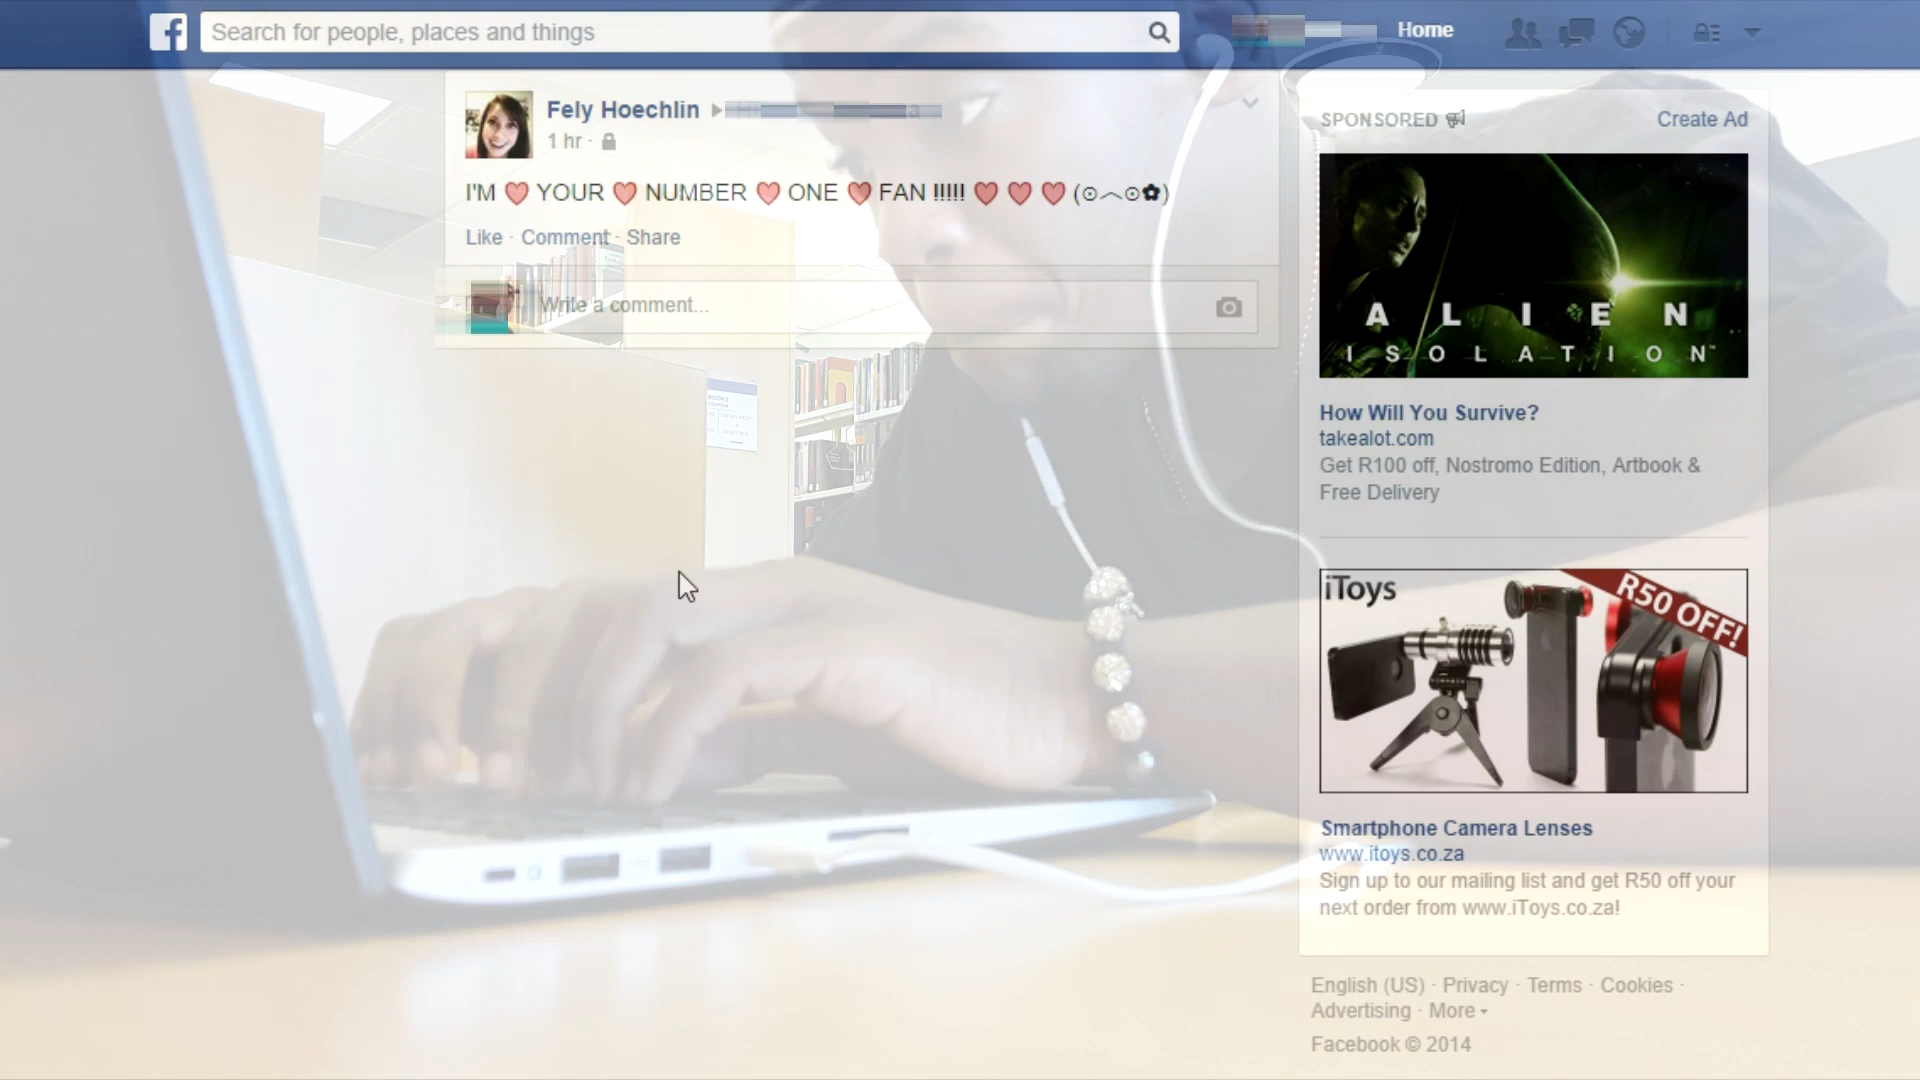 f
Search for people, places and things
Home
Fely Hoechlin
1 hr ·
I'M ❤ YOUR ❤ NUMBER ❤ ONE ❤ FAN !!!!! ❤ ❤ ❤ (⊙︿⊙✿)
Like · Comment · Share
Write a comment...
SPONSORED
Create Ad
ALIEN
ISOLATION™
How Will You Survive?
takealot.com
Get R100 off, Nostromo Edition, Artbook &
Free Delivery
iToys
R50 OFF!
Smartphone Camera Lenses
www.itoys.co.za
Sign up to our mailing list and get R50 off your
next order from www.iToys.co.za!
English (US) · Privacy · Terms · Cookies ·
Advertising · More
Facebook © 2014
BOOKS